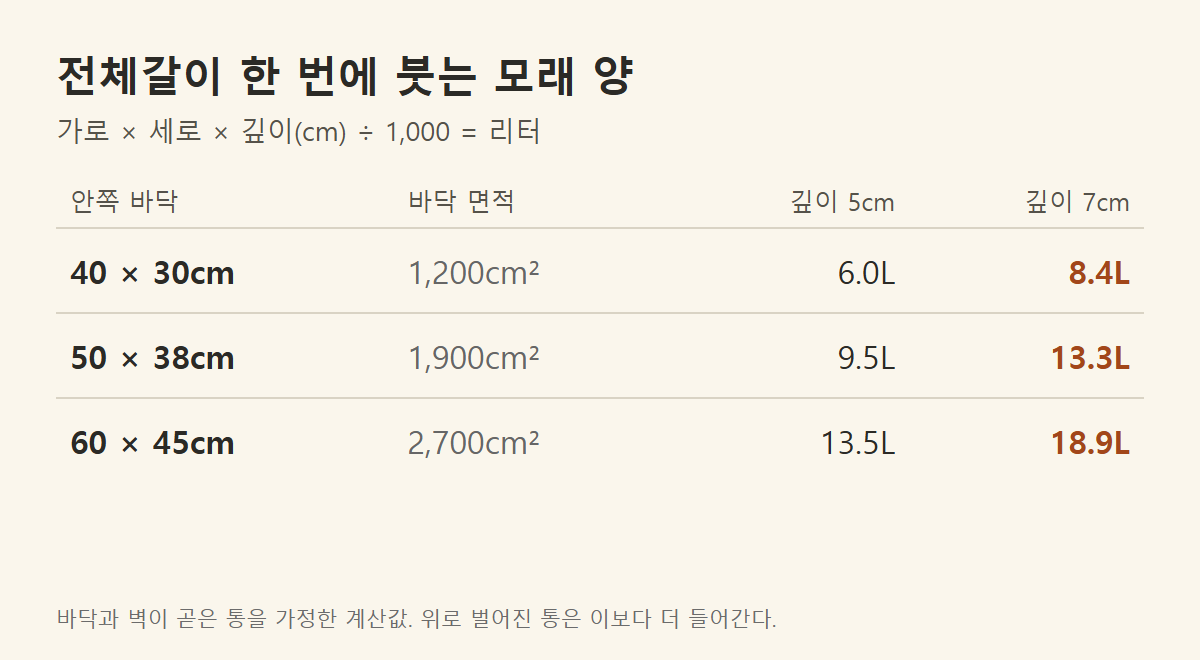 전체갈이 한 번에 붓는 모래 양
가로 × 세로 × 깊이(cm) ÷ 1,000 = 리터
안쪽 바닥 바닥 면적 깊이 5cm 깊이 7cm
40 × 30cm 1,200cm² 6.0L 8.4L
50 × 38cm 1,900cm² 9.5L 13.3L
60 × 45cm 2,700cm² 13.5L 18.9L
바닥과 벽이 곧은 통을 가정한 계산값. 위로 벌어진 통은 이보다 더 들어간다.